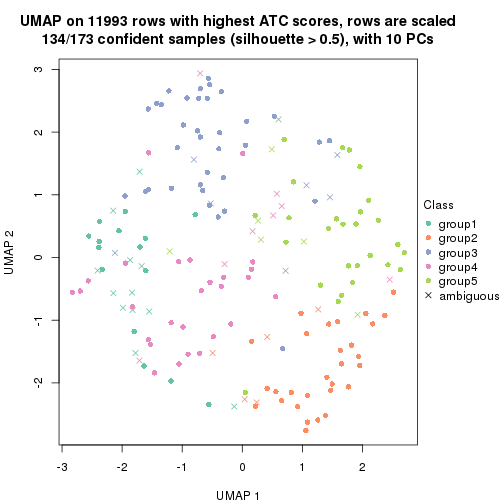 UMAP on 11993 rows with highest ATC scores, rows are scaled
134/173 confident samples (silhouette > 0.5), with 10 PCs
3
2
1
0
-1
-2
UMAP 2
-3
-2
-1
0
1
2
UMAP 1
Class
group1
group2
group3
group4
group5
ambiguous